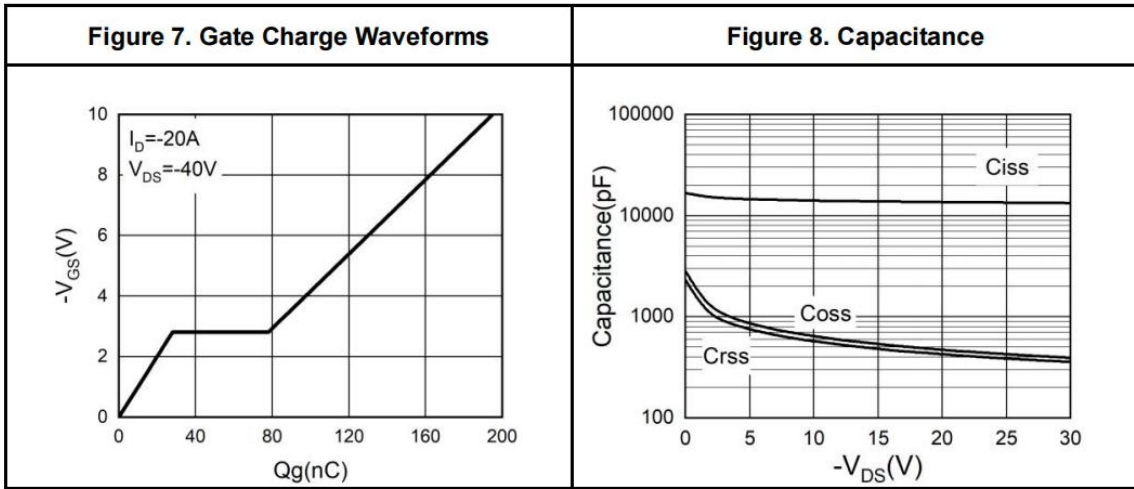 Figure 7. Gate Charge Waveforms
Figure 8. Capacitance
10
8
6
4
2
0
-VGS(V)
ID=-20A
VDS=-40V
0 40 80 120 160 200
Qg(nC)
100000
10000
1000
100
Capacitance(pF)
Ciss
Coss
Crss
0 5 10 15 20 25 30
-VDS(V)